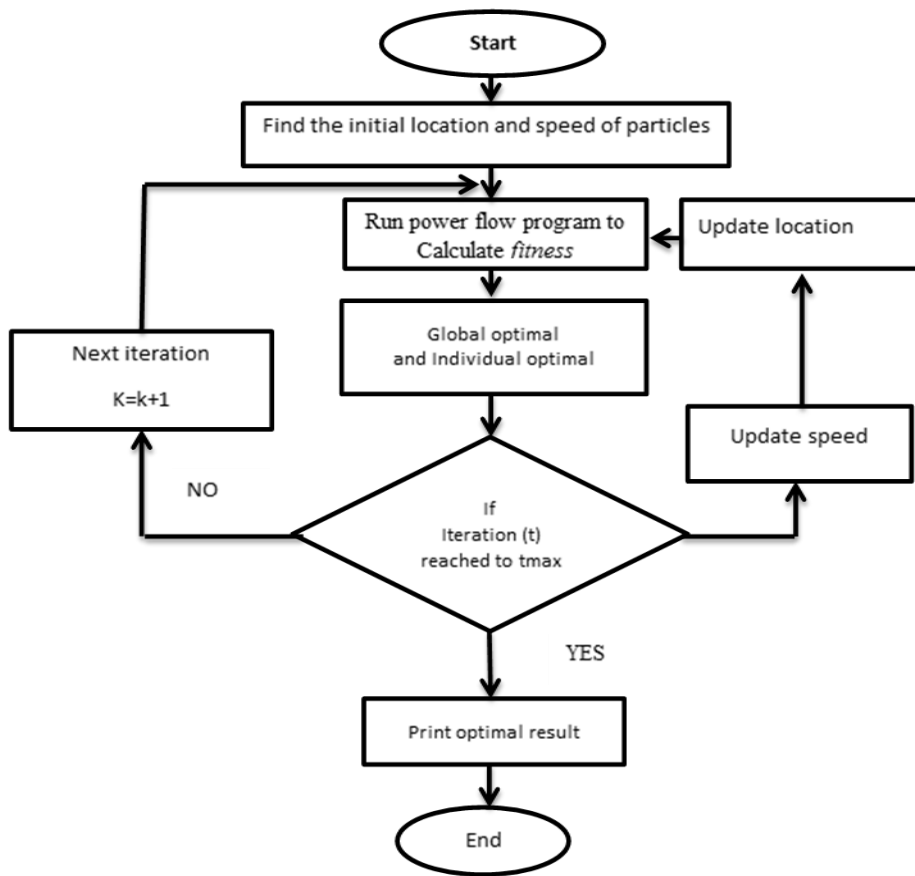 Start
Find the initial location and speed of particles
Run power flow program to
Calculate fitness
Update location
Global optimal
and Individual optimal
Next iteration
K=k+1
Update speed
NO
If
Iteration (t)
reached to tmax
YES
Print optimal result
End